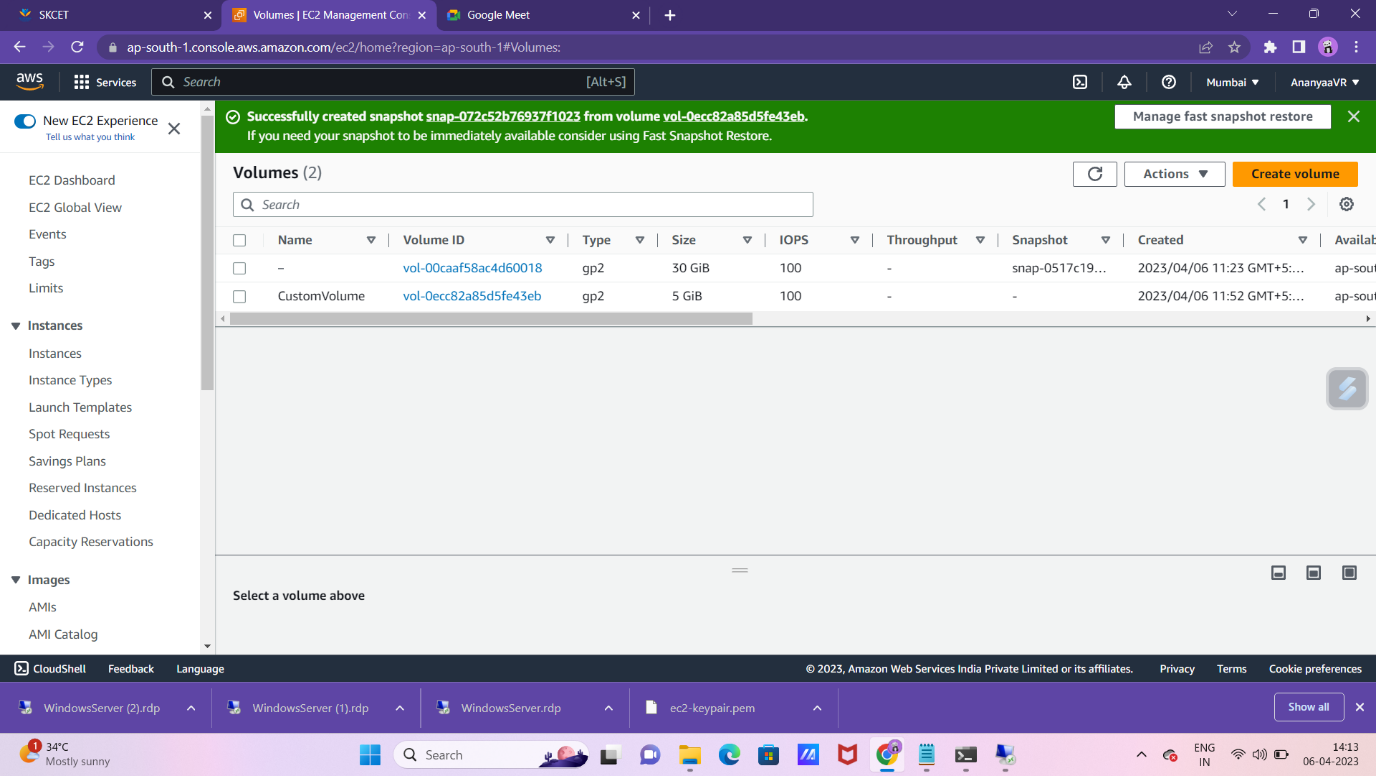 SKCET
Volumes | EC2 Management Con
Google Meet
ap-south-1.console.aws.amazon.com/ec2/home?region=ap-south-1#Volumes:
aws
Services
Search
[Alt+S]
Mumbai
AnanyaaVR
New EC2 Experience
Tell us what you think
Successfully created snapshot snap-072c52b76937f1023 from volume vol-0ecc82a85d5fe43eb.
If you need your snapshot to be immediately available consider using Fast Snapshot Restore.
Manage fast snapshot restore
EC2 Dashboard
EC2 Global View
Events
Tags
Limits
Instances
Instances
Instance Types
Launch Templates
Spot Requests
Savings Plans
Reserved Instances
Dedicated Hosts
Capacity Reservations
Images
AMIs
AMI Catalog
Volumes (2)
Actions
Create volume
Search
1
Name Volume ID Type Size IOPS Throughput Snapshot Created Availab
– vol-00caaf58ac4d60018 gp2 30 GiB 100 - snap-0517c19... 2023/04/06 11:23 GMT+5:... ap-sout
CustomVolume vol-0ecc82a85d5fe43eb gp2 5 GiB 100 - - 2023/04/06 11:52 GMT+5:... ap-sout
Select a volume above
CloudShell
Feedback
Language
© 2023, Amazon Web Services India Private Limited or its affiliates.
Privacy
Terms
Cookie preferences
WindowsServer (2).rdp
WindowsServer (1).rdp
WindowsServer.rdp
ec2-keypair.pem
Show all
1
34°C
Mostly sunny
Search
ENG
IN
14:13
06-04-2023